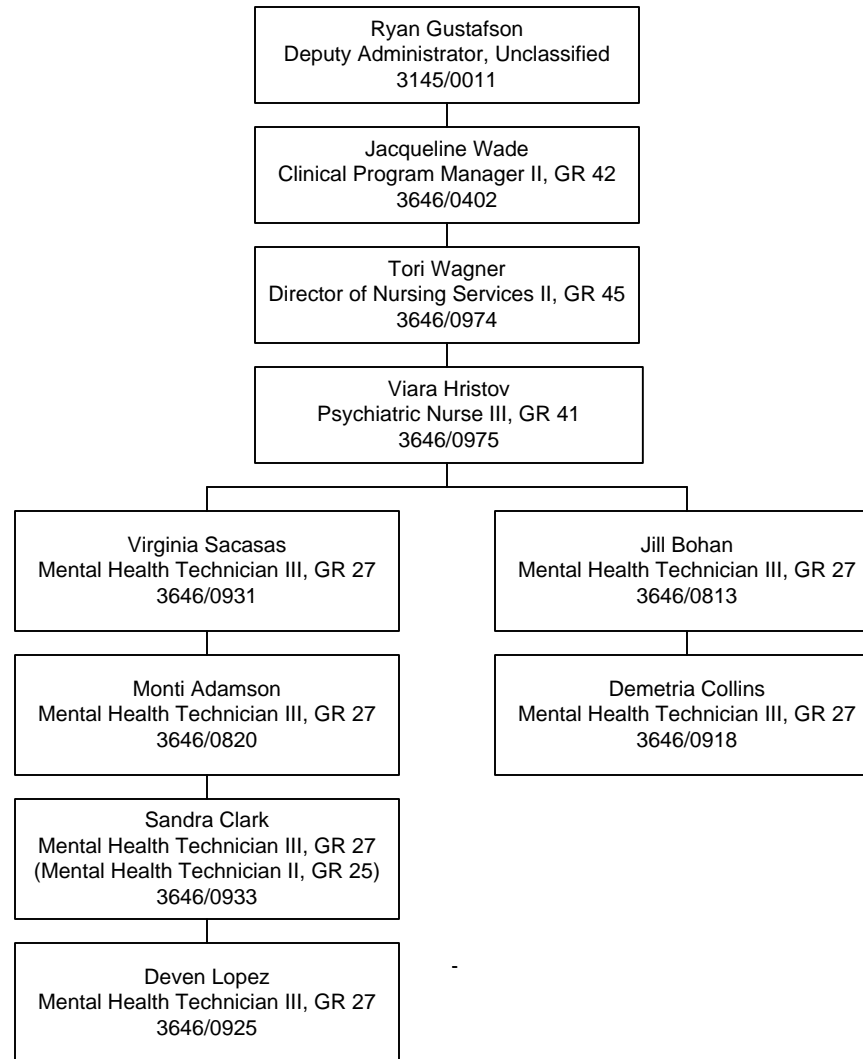 Ryan Gustafson
Deputy Administrator, Unclassified
3145/0011
Jacqueline Wade
Clinical Program Manager II, GR 42
3646/0402
Tori Wagner
Director of Nursing Services II, GR 45
3646/0974
Viara Hristov
Psychiatric Nurse III, GR 41
3646/0975
Virginia Sacasas
Mental Health Technician III, GR 27
3646/0931
Jill Bohan
Mental Health Technician III, GR 27
3646/0813
Monti Adamson
Mental Health Technician III, GR 27
3646/0820
Demetria Collins
Mental Health Technician III, GR 27
3646/0918
Sandra Clark
Mental Health Technician III, GR 27
(Mental Health Technician II, GR 25)
3646/0933
Deven Lopez
Mental Health Technician III, GR 27
3646/0925
-